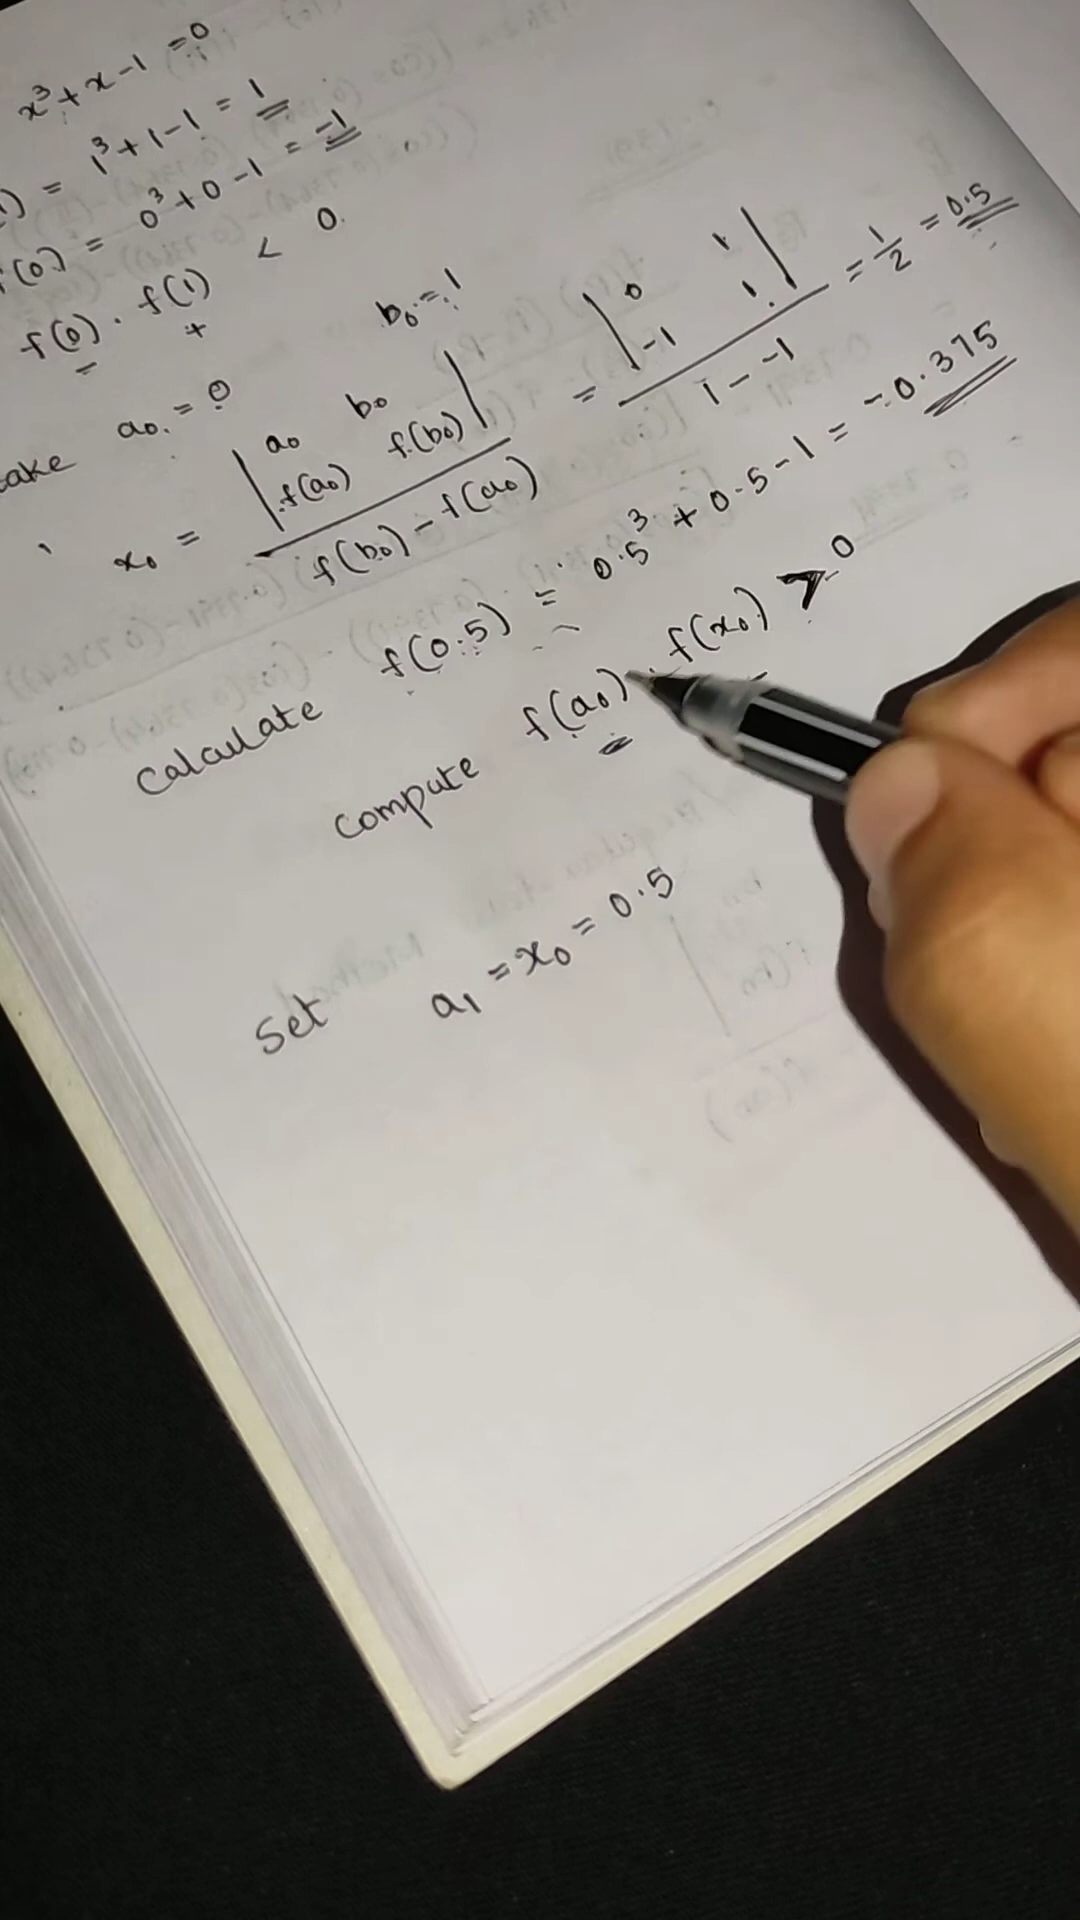 x³ + x - 1 = 0
1) = 1³ + 1 - 1 = 1
f(0) = 0³ + 0 - 1 = -1
f(0) . f(1) < 0.
+
take a₀ = 0 b₀ = 1
x₀ = | a₀ b₀ | = | 0 1 | = 1/2 = 0.5
| f(a₀) f(b₀) | | -1 1 |
f(b₀) - f(a₀) 1 - -1
calculate f(0.5) = 0.5³ + 0.5 - 1 = -0.375
compute f(a₀) . f(x₀) > 0
set a₁ = x₀ = 0.5